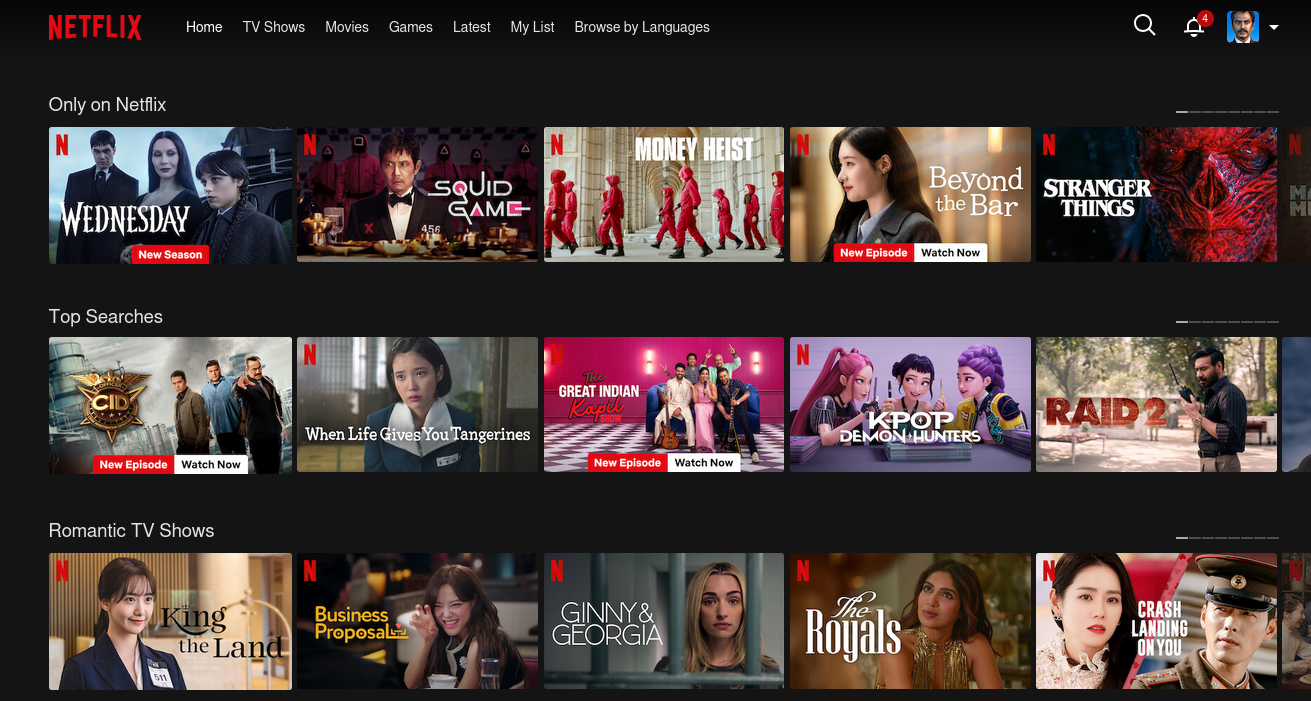 NETFLIX Home TV Shows Movies Games Latest My List Browse by Languages 4
Only on Netflix
N WEDNESDAY New Season
N SQUID GAME 456
N MONEY HEIST
N Beyond the Bar New Episode Watch Now
N STRANGER THINGS
N
Top Searches
CID New Episode Watch Now
N When Life Gives You Tangerines
N The GREAT INDIAN Kapil SHOW New Episode Watch Now
N KPOP DEMON HUNTERS
RAID 2
Romantic TV Shows
N King the Land 511
N Business Proposal
N GINNY & GEORGIA
N The Royals
N CRASH LANDING ON YOU
N